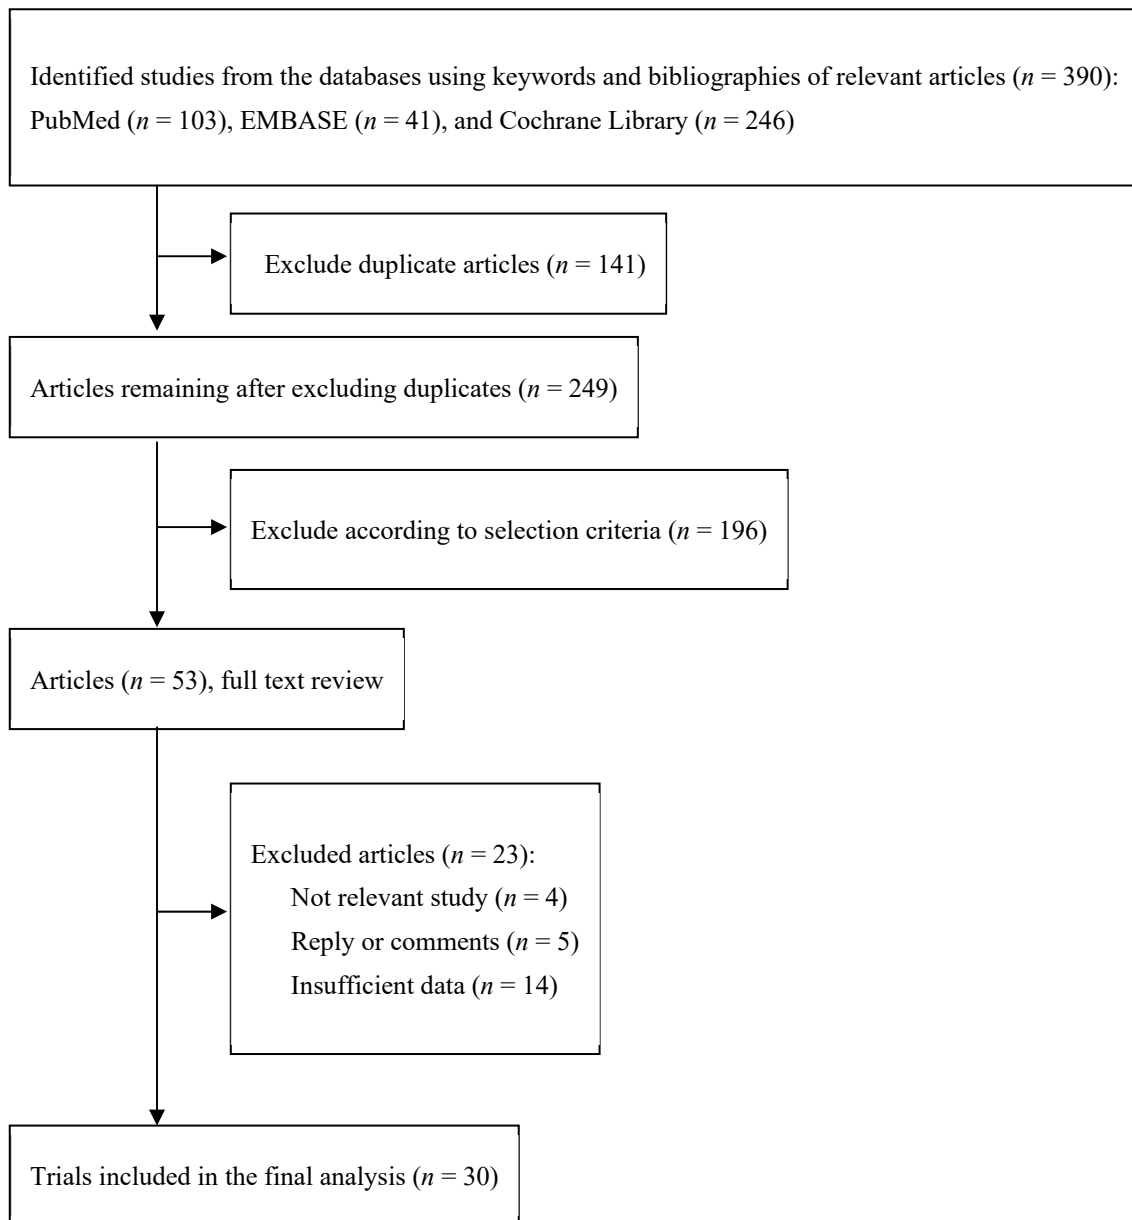 Identified studies from the databases using keywords and bibliographies of relevant articles (n = 390):
PubMed (n = 103), EMBASE (n = 41), and Cochrane Library (n = 246)
Exclude duplicate articles (n = 141)
Articles remaining after excluding duplicates (n = 249)
Exclude according to selection criteria (n = 196)
Articles (n = 53), full text review
Excluded articles (n = 23):
Not relevant study (n = 4)
Reply or comments (n = 5)
Insufficient data (n = 14)
Trials included in the final analysis (n = 30)